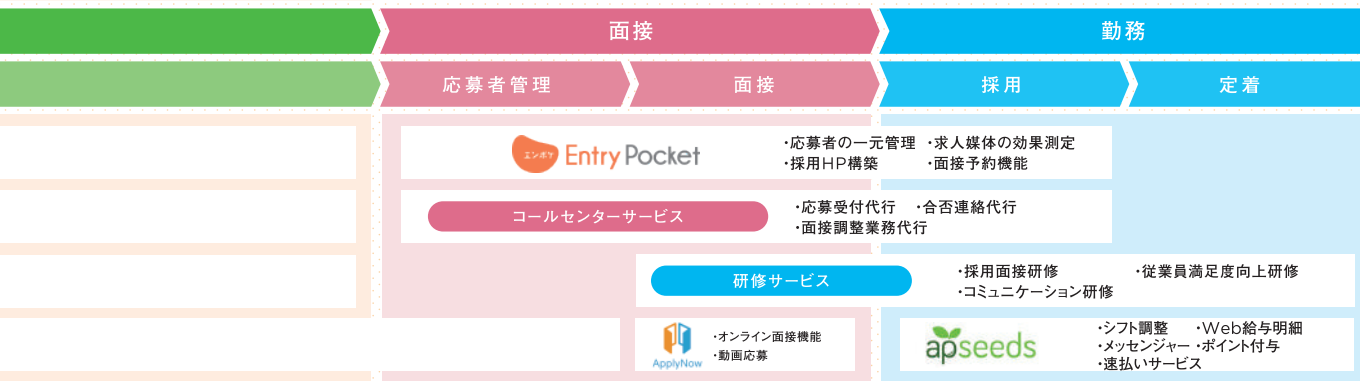 面接
勤務
応募者管理
面接
採用
定着
エンポケ
Entry Pocket
・応募者の一元管理 ・求人媒体の効果測定
・採用HP構築 ・面接予約機能
コールセンターサービス
・応募受付代行 ・合否連絡代行
・面接調整業務代行
研修サービス
・採用面接研修 ・従業員満足度向上研修
・コミュニケーション研修
ApplyNow
・オンライン面接機能
・動画応募
apseeds
・シフト調整 ・Web給与明細
・メッセンジャー ・ポイント付与
・速払いサービス